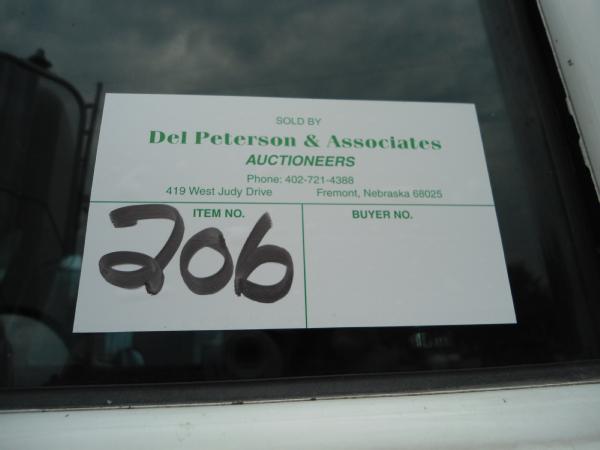 SOLD BY
Del Peterson & Associates
AUCTIONEERS
Phone: 402-721-4388
419 West Judy Drive Fremont, Nebraska 68025
ITEM NO. BUYER NO.
206